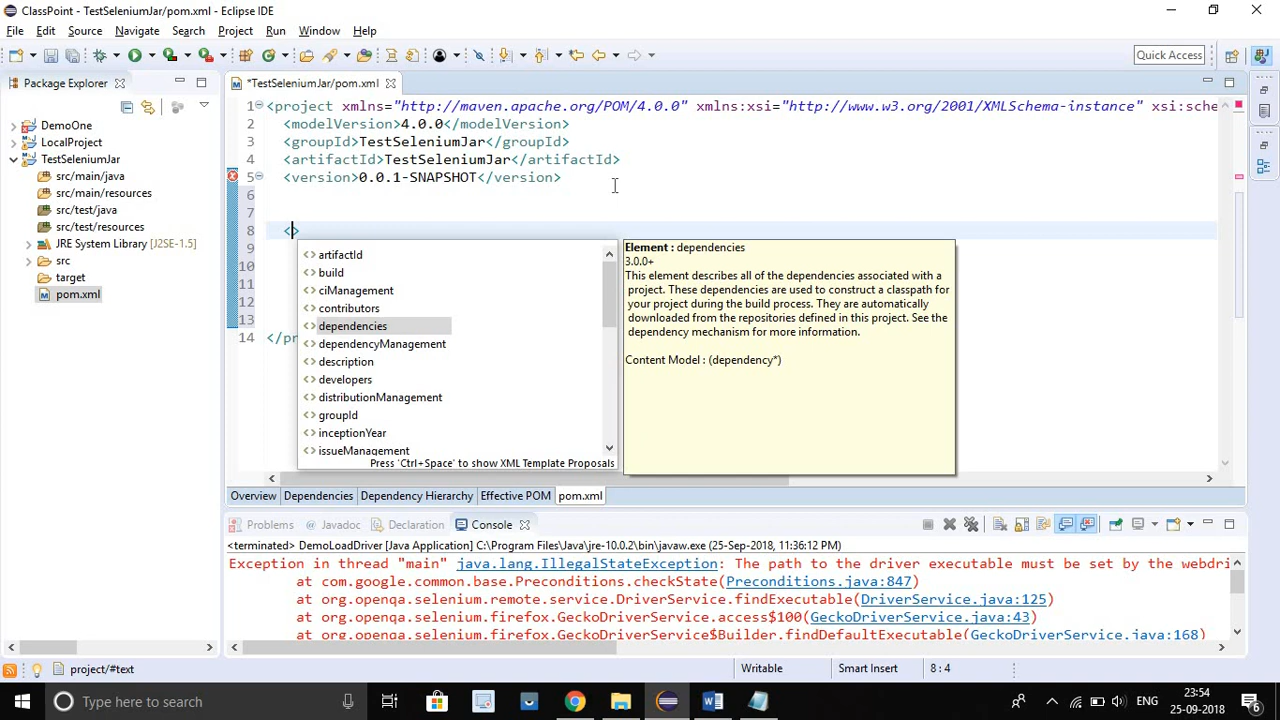 ClassPoint - TestSeleniumJar/pom.xml - Eclipse IDE
File Edit Source Navigate Search Project Run Window Help
Quick Access
Package Explorer
*TestSeleniumJar/pom.xml
DemoOne
LocalProject
TestSeleniumJar
src/main/java
src/main/resources
src/test/java
src/test/resources
JRE System Library [J2SE-1.5]
src
target
pom.xml
1 <project xmlns="http://maven.apache.org/POM/4.0.0" xmlns:xsi="http://www.w3.org/2001/XMLSchema-instance" xsi:sche
2 <modelVersion>4.0.0</modelVersion>
3 <groupId>TestSeleniumJar</groupId>
4 <artifactId>TestSeleniumJar</artifactId>
5 <version>0.0.1-SNAPSHOT</version>
6
7
8 <>
9
10
11
12
13
14 </pr
artifactId
build
ciManagement
contributors
dependencies
dependencyManagement
description
developers
distributionManagement
groupId
inceptionYear
issueManagement
Press 'Ctrl+Space' to show XML Template Proposals
Element : dependencies
3.0.0+
This element describes all of the dependencies associated with a
project. These dependencies are used to construct a classpath for
your project during the build process. They are automatically
downloaded from the repositories defined in this project. See the
dependency mechanism for more information.
Content Model : (dependency*)
Overview Dependencies Dependency Hierarchy Effective POM pom.xml
Problems Javadoc Declaration Console
<terminated> DemoLoadDriver [Java Application] C:\Program Files\Java\jre-10.0.2\bin\javaw.exe (25-Sep-2018, 11:36:12 PM)
Exception in thread "main" java.lang.IllegalStateException: The path to the driver executable must be set by the webdri
at com.google.common.base.Preconditions.checkState(Preconditions.java:847)
at org.openqa.selenium.remote.service.DriverService.findExecutable(DriverService.java:125)
at org.openqa.selenium.firefox.GeckoDriverService.access$100(GeckoDriverService.java:43)
at org.openqa.selenium.firefox.GeckoDriverService$Builder.findDefaultExecutable(GeckoDriverService.java:168)
project/#text
Writable
Smart Insert
8 : 4
Type here to search
ENG
23:54
25-09-2018
6